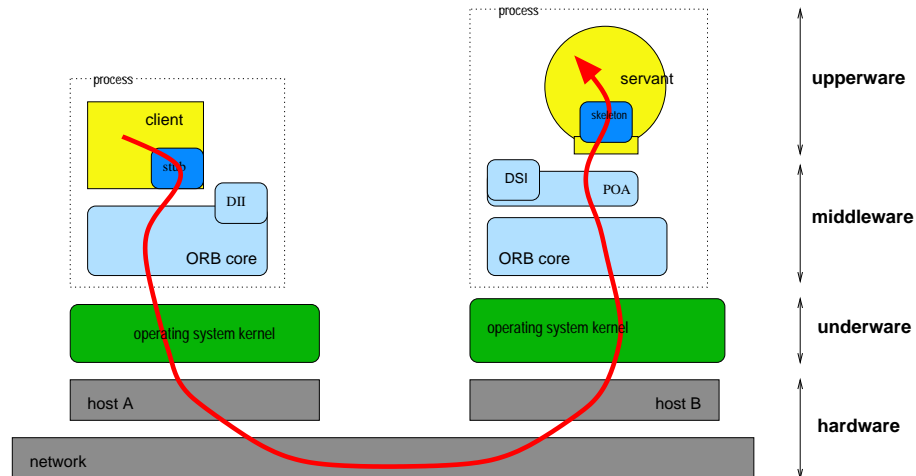 process
process
servant
upperware
client
skeleton
stub
DSI
POA
DII
middleware
ORB core
ORB core
operating system kernel
operating system kernel
underware
host A
host B
hardware
network